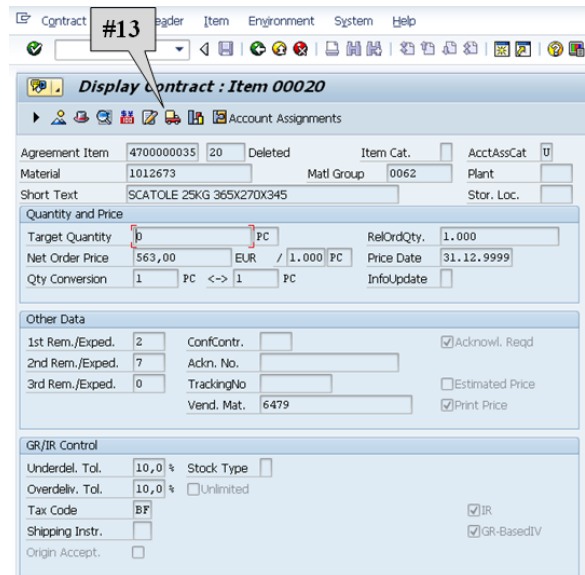 Contract eader Item Environment System Help
#13
Display Contract : Item 00020
Account Assignments
Agreement Item 4700000035 20 Deleted Item Cat. AcctAssCat U
Material 1012673 Matl Group 0062 Plant
Short Text SCATOLE 25KG 365X270X345 Stor. Loc.
Quantity and Price
Target Quantity 0 PC RelOrdQty. 1.000
Net Order Price 563,00 EUR / 1.000 PC Price Date 31.12.9999
Qty Conversion 1 PC <-> 1 PC InfoUpdate
Other Data
1st Rem./Exped. 2 ConfContr. Acknowl. Reqd
2nd Rem./Exped. 7 Ackn. No.
3rd Rem./Exped. 0 TrackingNo Estimated Price
Vend. Mat. 6479 Print Price
GR/IR Control
Underdel. Tol. 10,0 % Stock Type
Overdeliv. Tol. 10,0 % Unlimited
Tax Code BF IR
Shipping Instr. GR-BasedIV
Origin Accept.